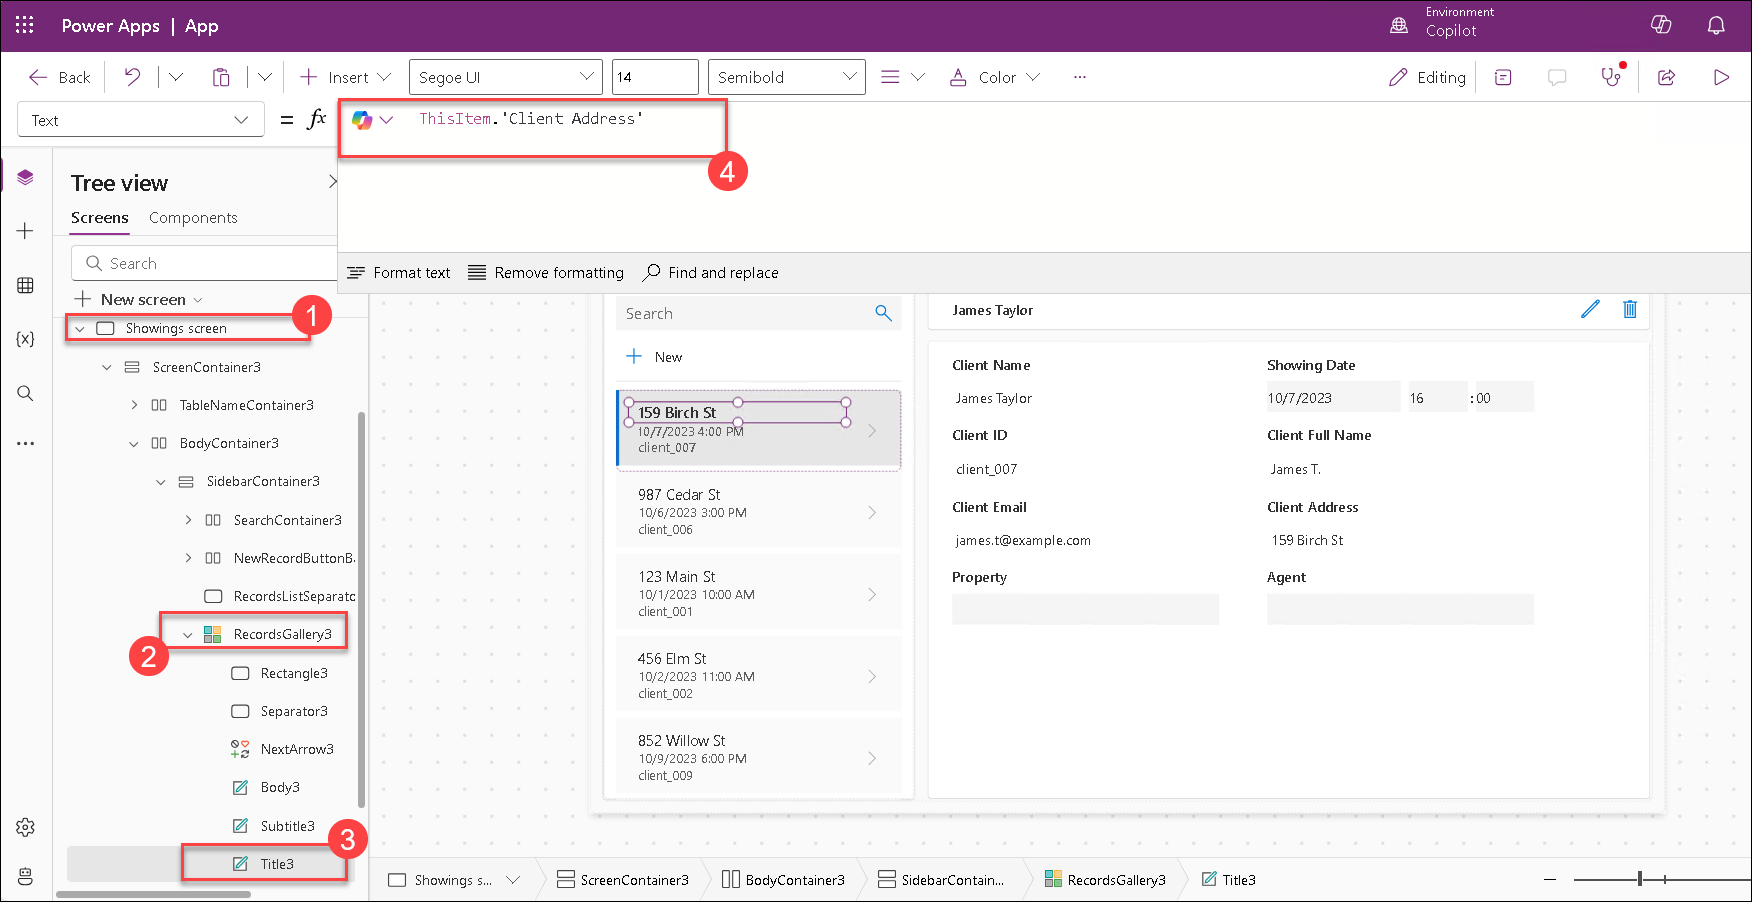 Power Apps | App
Environment
Copilot
Back
Insert
Segoe UI
14
Semibold
Color
Editing
Text
= fx
ThisItem.'Client Address'
4
Tree view
Screens
Components
Search
Format text
Remove formatting
Find and replace
New screen
1
Showings screen
ScreenContainer3
TableNameContainer3
BodyContainer3
SidebarContainer3
SearchContainer3
NewRecordButtonB
RecordsListSeparato
RecordsGallery3
2
Rectangle3
Separator3
NextArrow3
Body3
Subtitle3
3
Title3
Search
New
159 Birch St
10/7/2023 4:00 PM
client_007
987 Cedar St
10/6/2023 3:00 PM
client_006
123 Main St
10/1/2023 10:00 AM
client_001
456 Elm St
10/2/2023 11:00 AM
client_002
852 Willow St
10/9/2023 6:00 PM
client_009
James Taylor
Client Name
Showing Date
James Taylor
10/7/2023
16
:00
Client ID
Client Full Name
client_007
James T.
Client Email
Client Address
james.t@example.com
159 Birch St
Property
Agent
Showings s...
ScreenContainer3
BodyContainer3
SidebarContain...
RecordsGallery3
Title3